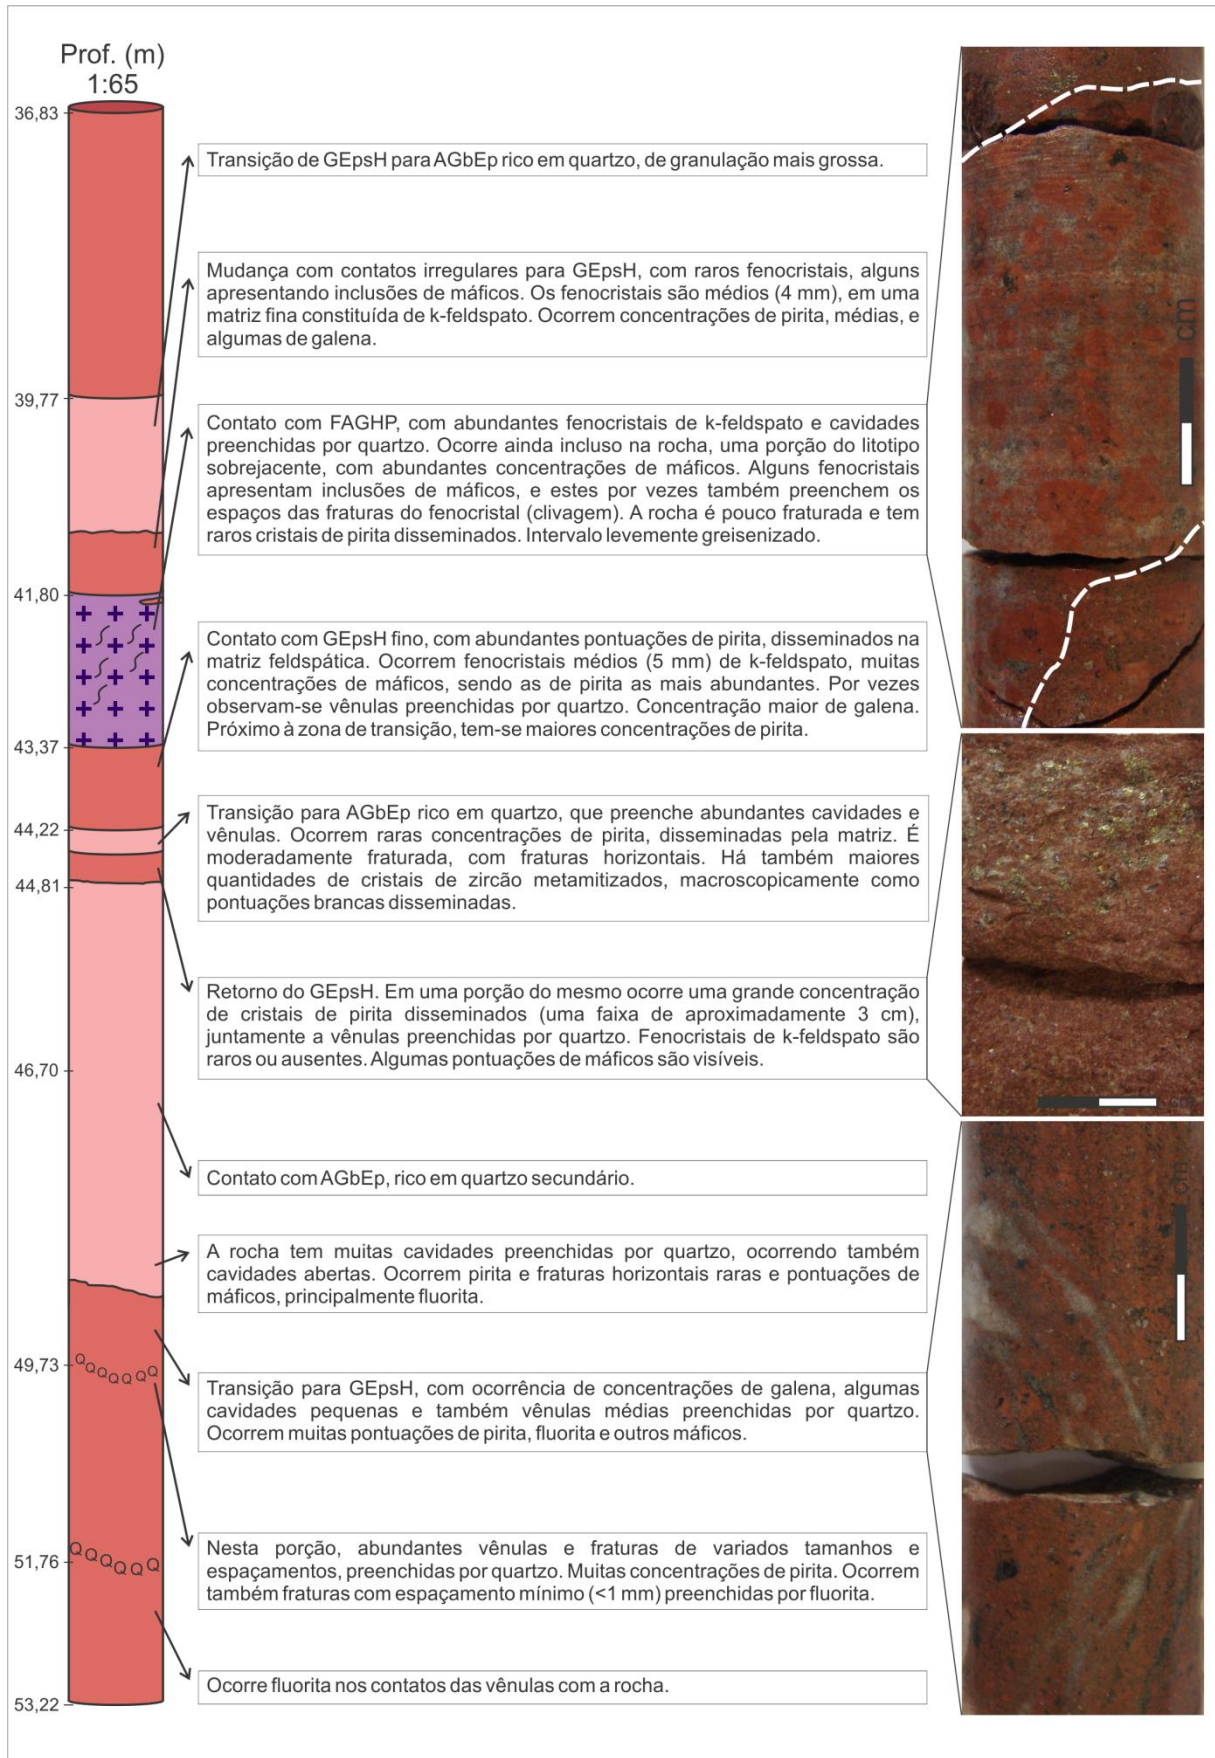 Prof. (m)
1:65
36,83
39,77
41,80
43,37
44,22
44,81
46,70
49,73
51,76
53,22
Transição de GEpsH para AGbEp rico em quartzo, de granulação mais grossa.
Mudança com contatos irregulares para GEpsH, com raros fenocristais, alguns
apresentando inclusões de máficos. Os fenocristais são médios (4 mm), em uma
matriz fina constituída de k-feldspato. Ocorrem concentrações de pirita, médias, e
algumas de galena.
Contato com FAGHP, com abundantes fenocristais de k-feldspato e cavidades
preenchidas por quartzo. Ocorre ainda incluso na rocha, uma porção do litotipo
sobrejacente, com abundantes concentrações de máficos. Alguns fenocristais
apresentam inclusões de máficos, e estes por vezes também preenchem os
espaços das fraturas do fenocristal (clivagem). A rocha é pouco fraturada e tem
raros cristais de pirita disseminados. Intervalo levemente greisenizado.
Contato com GEpsH fino, com abundantes pontuações de pirita, disseminados na
matriz feldspática. Ocorrem fenocristais médios (5 mm) de k-feldspato, muitas
concentrações de máficos, sendo as de pirita as mais abundantes. Por vezes
observam-se vênulas preenchidas por quartzo. Concentração maior de galena.
Próximo à zona de transição, tem-se maiores concentrações de pirita.
Transição para AGbEp rico em quartzo, que preenche abundantes cavidades e
vênulas. Ocorrem raras concentrações de pirita, disseminadas pela matriz. É
moderadamente fraturada, com fraturas horizontais. Há também maiores
quantidades de cristais de zircão metamitizados, macroscopicamente como
pontuações brancas disseminadas.
Retorno do GEpsH. Em uma porção do mesmo ocorre uma grande concentração
de cristais de pirita disseminados (uma faixa de aproximadamente 3 cm),
juntamente a vênulas preenchidas por quartzo. Fenocristais de k-feldspato são
raros ou ausentes. Algumas pontuações de máficos são visíveis.
Contato com AGbEp, rico em quartzo secundário.
A rocha tem muitas cavidades preenchidas por quartzo, ocorrendo também
cavidades abertas. Ocorrem pirita e fraturas horizontais raras e pontuações de
máficos, principalmente fluorita.
Transição para GEpsH, com ocorrência de concentrações de galena, algumas
cavidades pequenas e também vênulas médias preenchidas por quartzo.
Ocorrem muitas pontuações de pirita, fluorita e outros máficos.
Nesta porção, abundantes vênulas e fraturas de variados tamanhos e
espaçamentos, preenchidas por quartzo. Muitas concentrações de pirita. Ocorrem
também fraturas com espaçamento mínimo (<1 mm) preenchidas por fluorita.
Ocorre fluorita nos contatos das vênulas com a rocha.
Q Q Q Q Q Q Q
Q Q Q Q Q Q
cm
cm